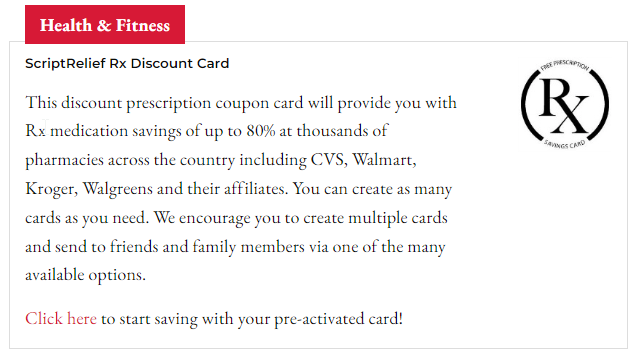 Health & Fitness
ScriptRelief Rx Discount Card
This discount prescription coupon card will provide you with
Rx medication savings of up to 80% at thousands of
pharmacies across the country including CVS, Walmart,
Kroger, Walgreens and their affiliates. You can create as many
cards as you need. We encourage you to create multiple cards
and send to friends and family members via one of the many
available options.
Click here to start saving with your pre-activated card!
FREE PRESCRIPTION
RX
SAVINGS CARD